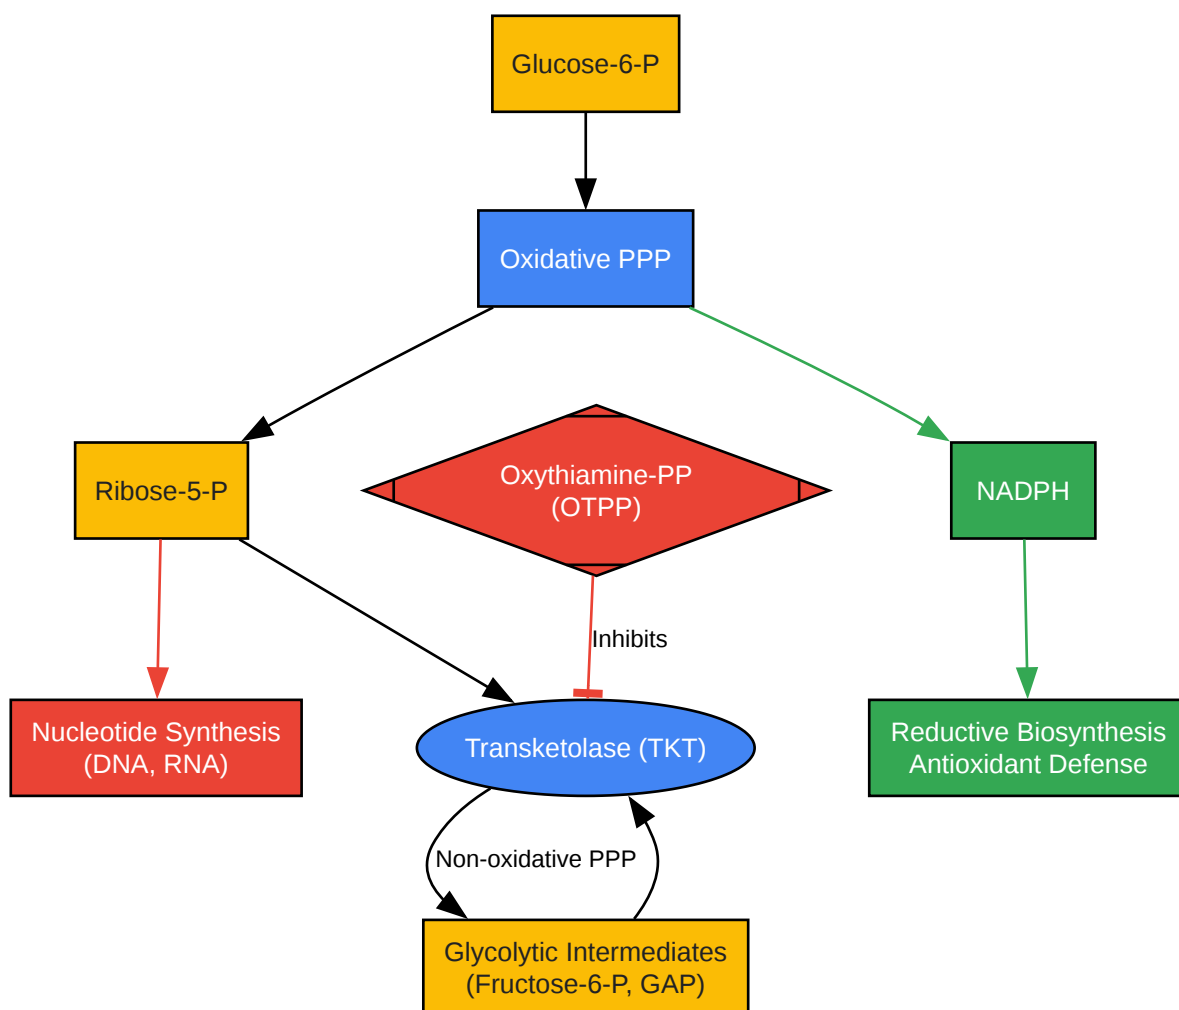 Glucose-6-P
Oxidative PPP
Ribose-5-P
Oxythiamine-PP
(OTPP)
NADPH
Inhibits
Nucleotide Synthesis
(DNA, RNA)
Transketolase (TKT)
Reductive Biosynthesis
Antioxidant Defense
Non-oxidative PPP
Glycolytic Intermediates
(Fructose-6-P, GAP)